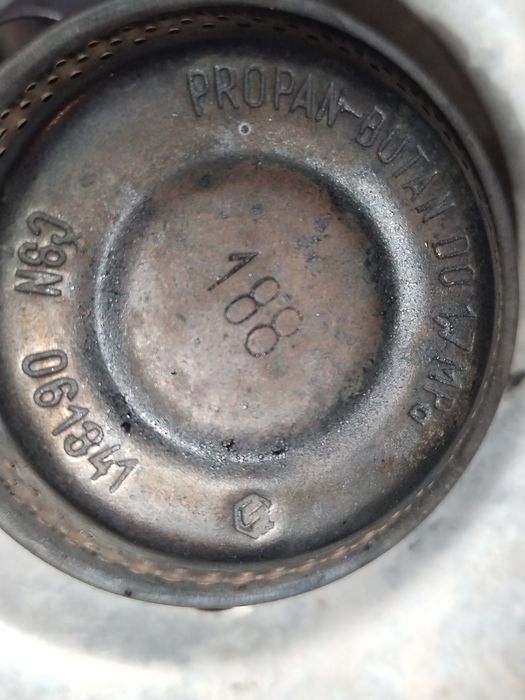 PROPAN-BUTAN DO 1,7 MPa
ČSN 061841
188